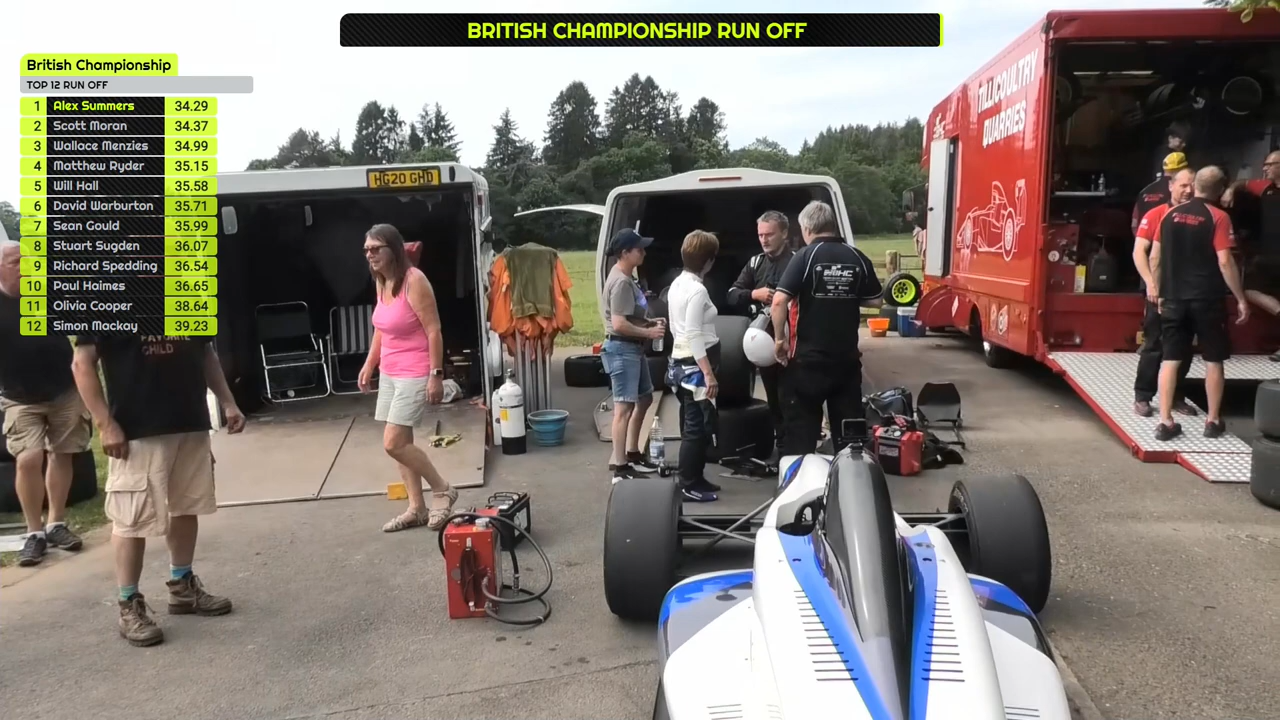 BRITISH CHAMPIONSHIP RUN OFF
British Championship
TOP 12 RUN OFF
1 Alex Summers 34.29
2 Scott Moran 34.37
3 Wallace Menzies 34.99
4 Matthew Ryder 35.15
5 Will Hall 35.58
6 David Warburton 35.71
7 Sean Gould 35.99
8 Stuart Sugden 36.07
9 Richard Spedding 36.54
10 Paul Haimes 36.65
11 Olivia Cooper 38.64
12 Simon Mackay 39.23
FAVORITE
CHILD
HG20 GHD
TILLICOULTRY
QUARRIES